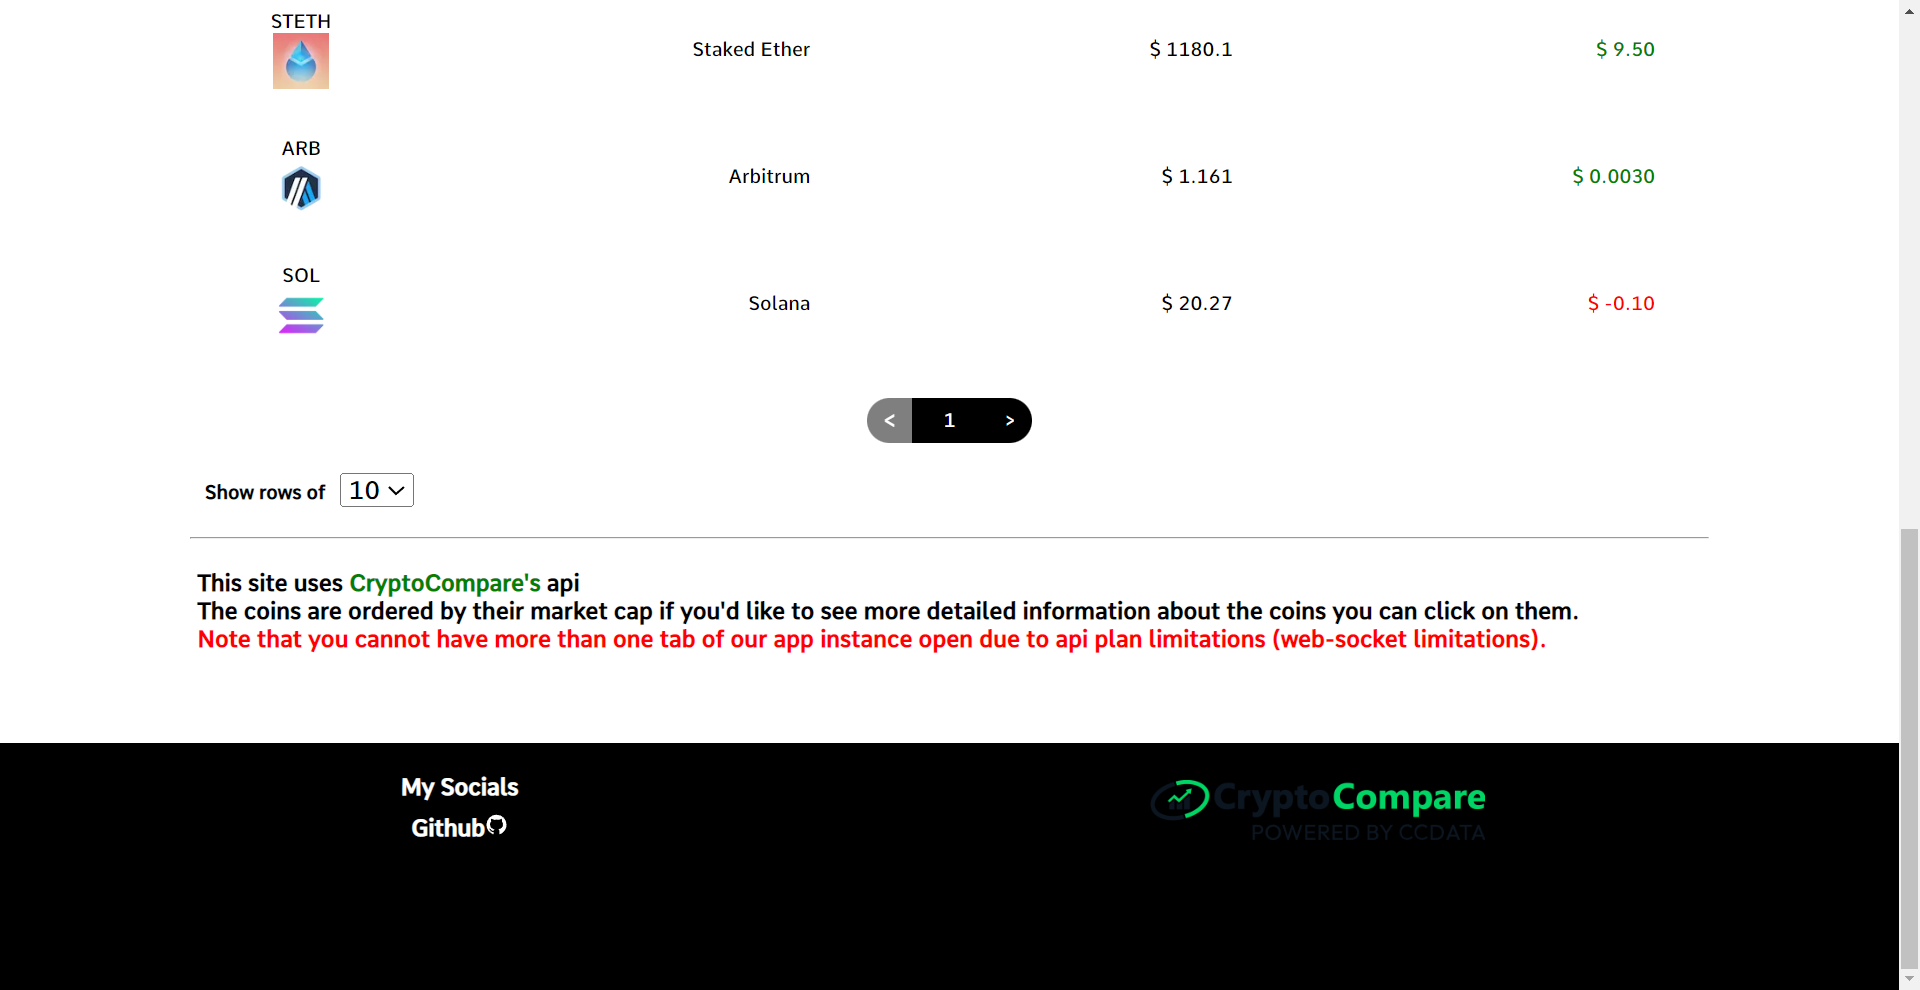 STETH
Staked Ether $ 1180.1 $ 9.50
ARB
Arbitrum $ 1.161 $ 0.0030
SOL
Solana $ 20.27 $ -0.10
< 1 >
Show rows of 10
This site uses CryptoCompare's api
The coins are ordered by their market cap if you'd like to see more detailed information about the coins you can click on them.
Note that you cannot have more than one tab of our app instance open due to api plan limitations (web-socket limitations).
My Socials
Github
CryptoCompare
POWERED BY CCDATA